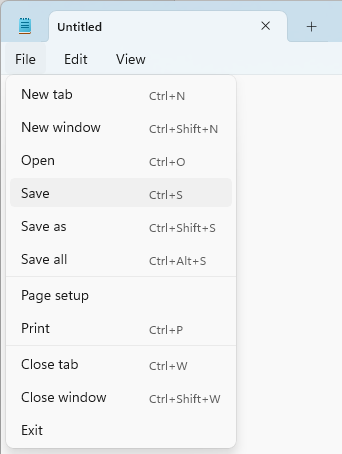 Untitled
File Edit View
New tab Ctrl+N
New window Ctrl+Shift+N
Open Ctrl+O
Save Ctrl+S
Save as Ctrl+Shift+S
Save all Ctrl+Alt+S
Page setup
Print Ctrl+P
Close tab Ctrl+W
Close window Ctrl+Shift+W
Exit